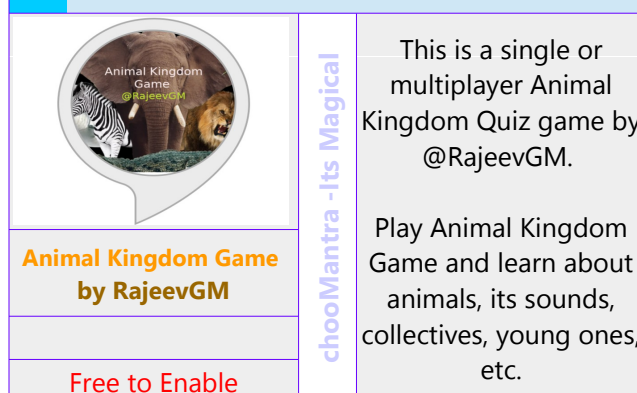 Animal Kingdom
Game
@RajeevGM
Animal Kingdom Game
by RajeevGM
Free to Enable
chooMantra -Its Magical
This is a single or
multiplayer Animal
Kingdom Quiz game by
@RajeevGM.
Play Animal Kingdom
Game and learn about
animals, its sounds,
collectives, young ones,
etc.